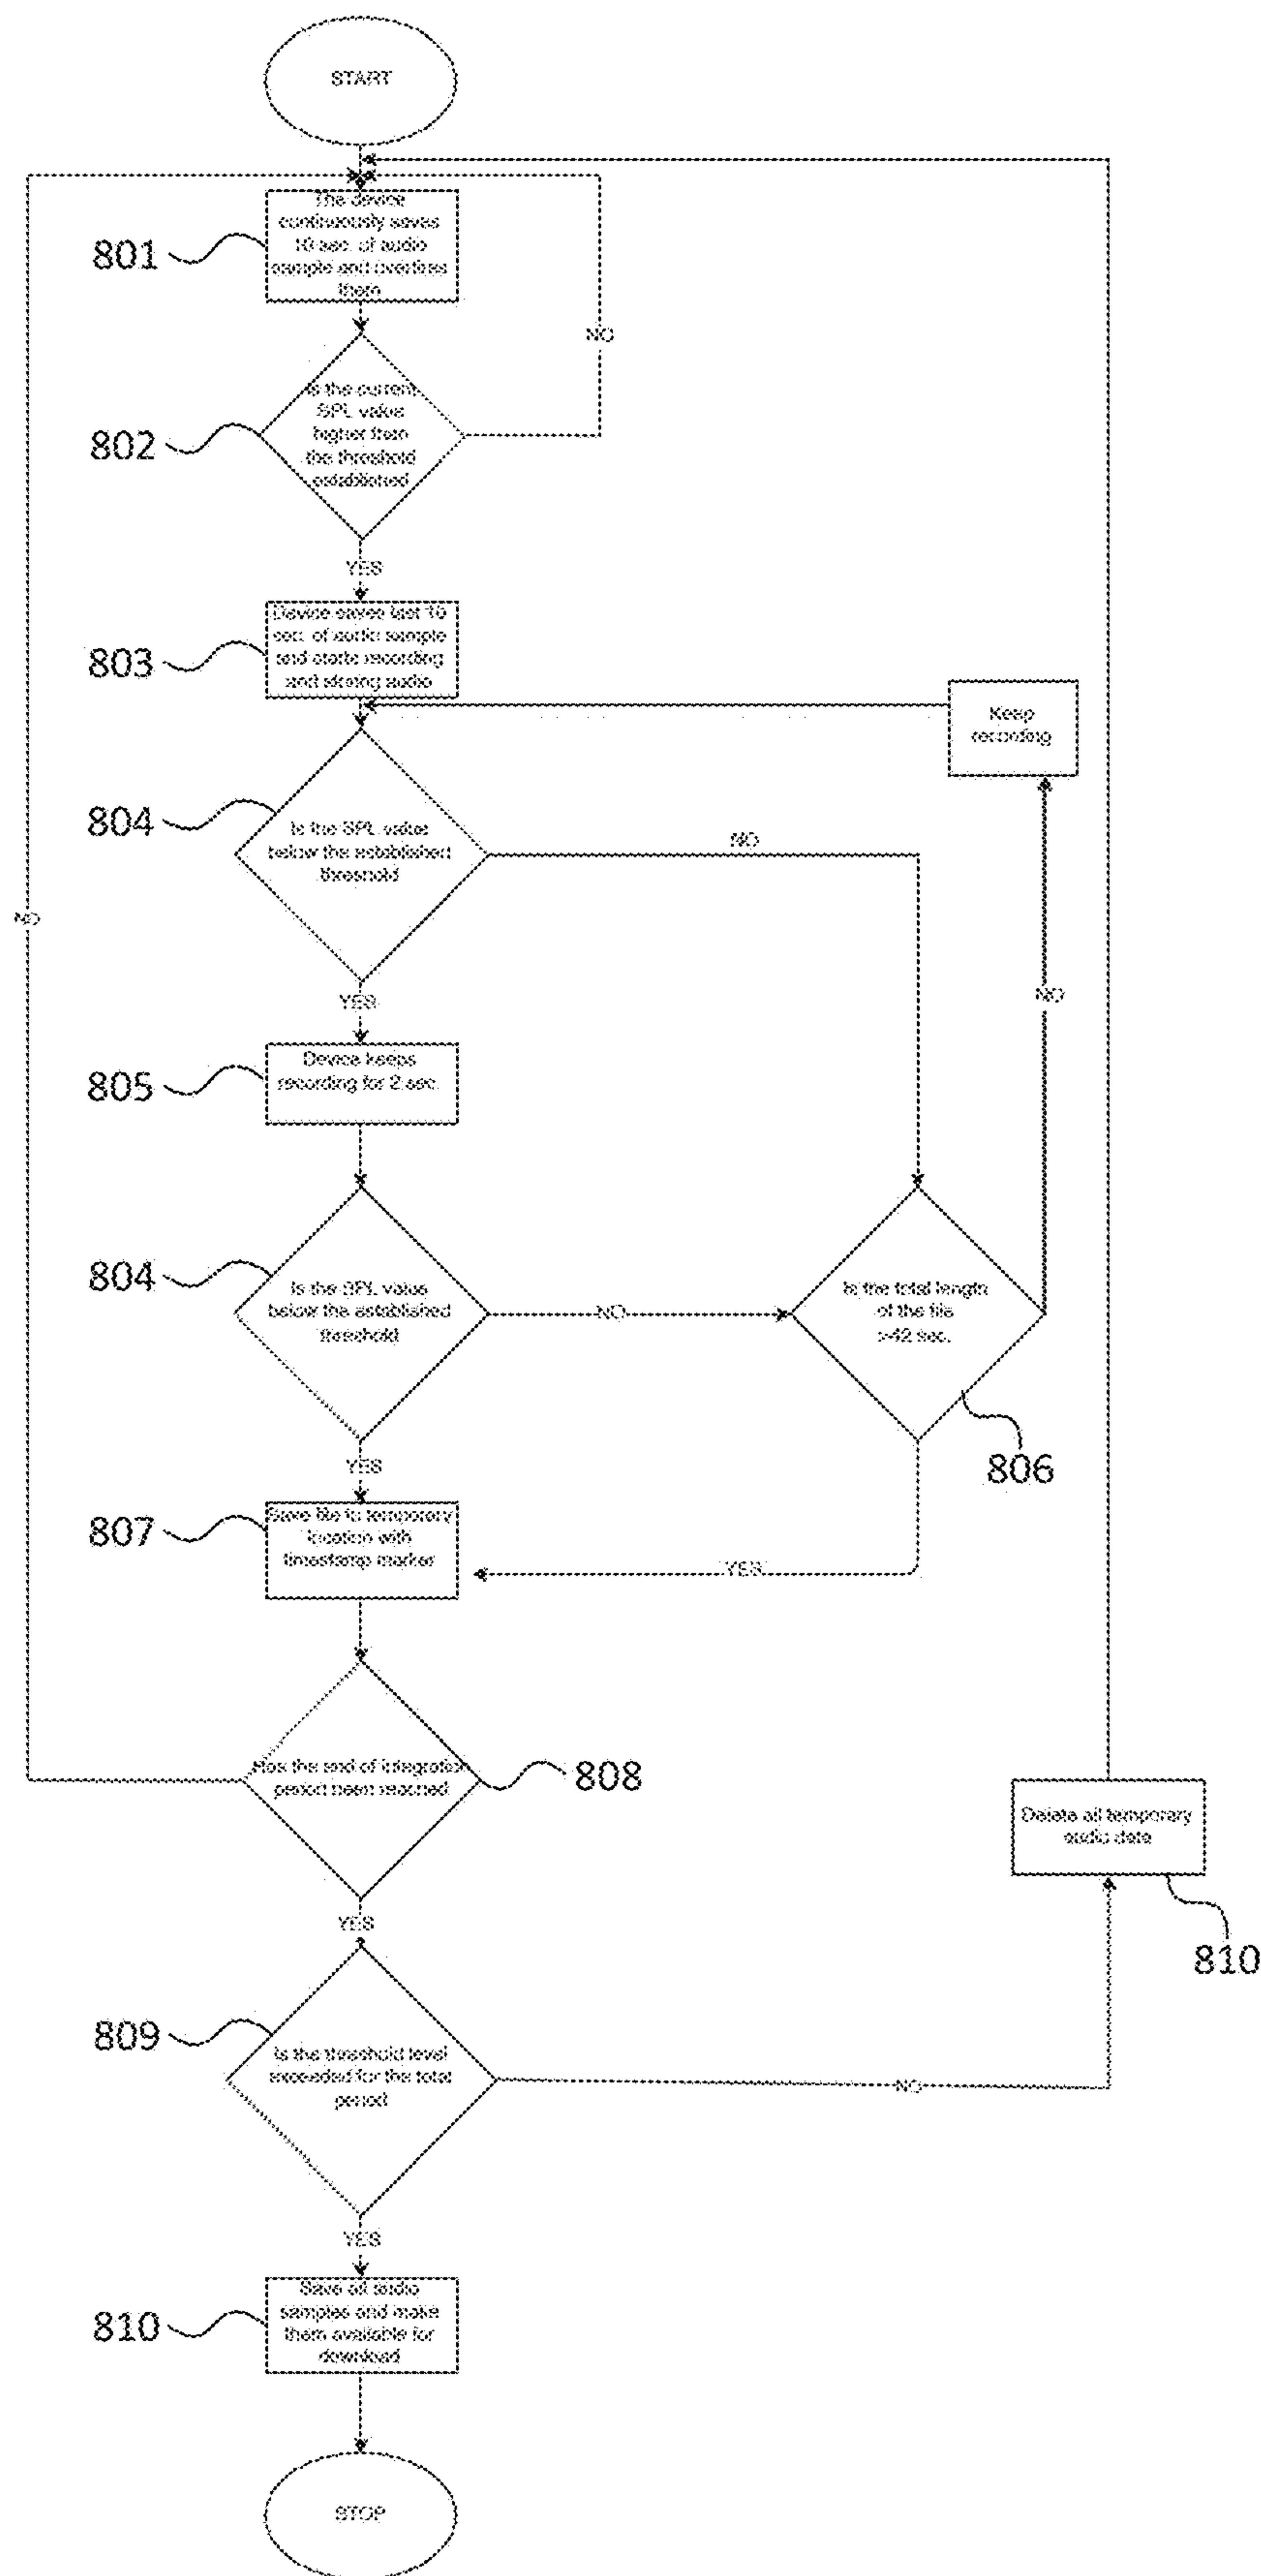 START
The device
continuously saves
10 sec. of audio
sample and
them
801
NO
Is the current
SPL value
higher than
the threshold
established
802
YES
Device saves last 10
sec. of audio sample
and starts recording
and storing audio
803
Keep
recording
804
Is the SPL value
below the established
threshold
NO
NO
NO
YES
Device keeps
recording for 2 sec.
805
804
Is the SPL value
below the established
threshold
NO
Is the total length
of the file
>42 sec.
806
YES
Save file to temporary
location with
timestamp marker
807
YES
Has the end of integration
period been reached
808
Delete all temporary
audio data
810
YES
809
Is the threshold level
exceeded for the total
period
NO
YES
Save all audio
samples and make
them available for
download
810
STOP